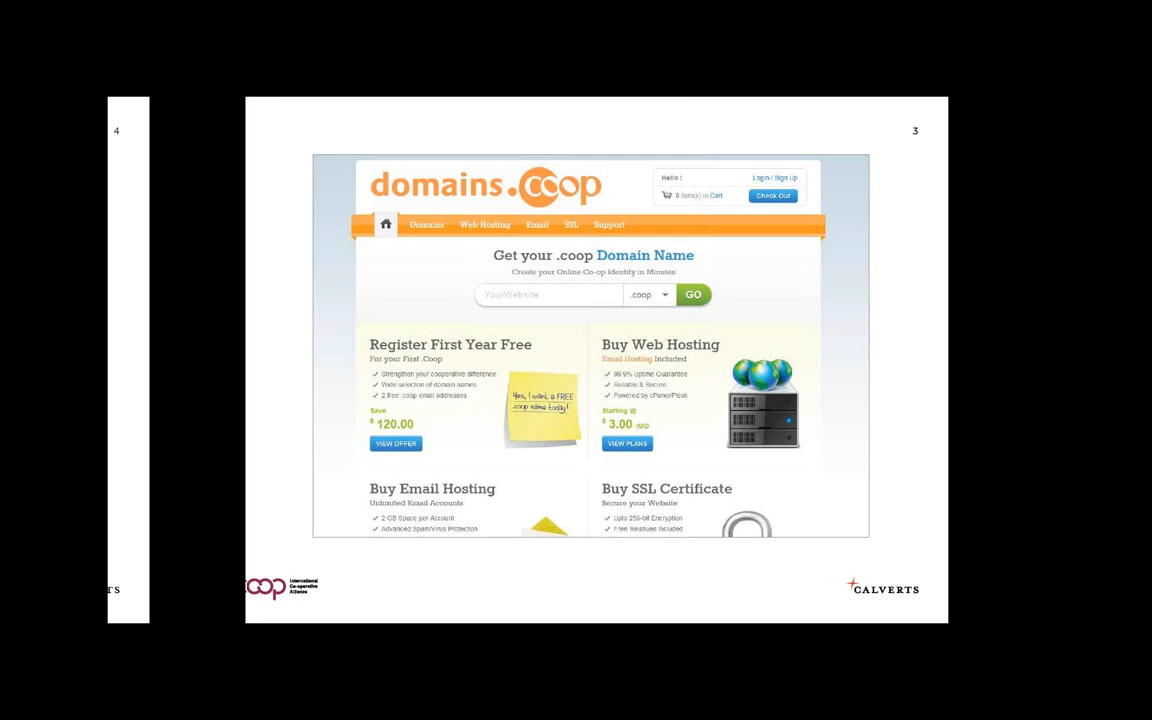 4
3
domains.coop
Hello !
Login / Sign Up
0 item(s) in Cart
Check Out
Domains
Web Hosting
Email
SSL
Support
Get your .coop Domain Name
Create your Online Co-op Identity in Minutes
YourWebsite
.coop
GO
Register First Year Free
For your First .Coop
Strengthen your cooperative difference
Wide selection of domain names
2 free .coop email addresses
Save
$ 120.00
VIEW OFFER
Yes, I want a FREE
.coop name today!
Buy Web Hosting
Email Hosting Included
99.9% Uptime Guarantee
Reliable & Secure
Powered by cPanel/Plesk
Starting @
$ 3.00 /MO
VIEW PLANS
Buy Email Hosting
Unlimited Email Accounts
2 GB Space per Account
Advanced Spam/Virus Protection
Buy SSL Certificate
Secure your Website
Upto 256-bit Encryption
Free Reissues Included
TS
coop
International
Co-operative
Alliance
CALVERTS